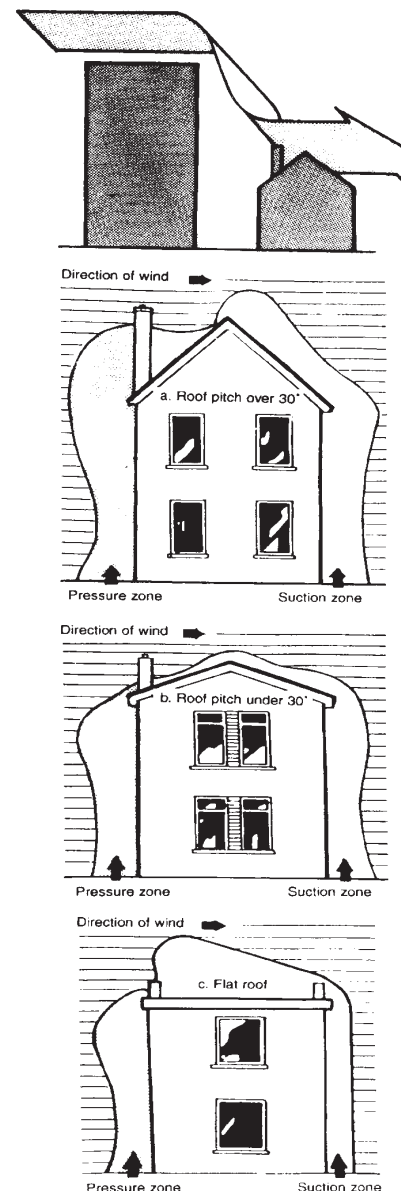 Direction of wind
a. Roof pitch over 30°
Pressure zone Suction zone
Direction of wind
b. Roof pitch under 30°
Pressure zone Suction zone
Direction of wind
c. Flat roof
Pressure zone Suction zone